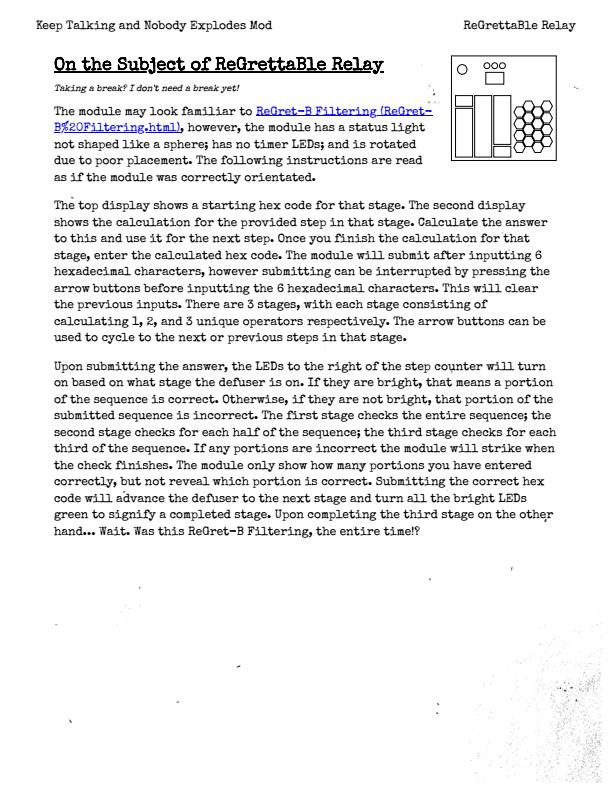 Keep Talking and Nobody Explodes Mod
ReGrettaBle Relay
On the Subject of ReGrettaBle Relay
Taking a break? I don't need a break yet!
The module may look familiar to ReGret-B Filtering (ReGret-
B%20Filtering.html), however, the module has a status light
not shaped like a sphere; has no timer LEDs; and is rotated
due to poor placement. The following instructions are read
as if the module was correctly orientated.
The top display shows a starting hex code for that stage. The second display
shows the calculation for the provided step in that stage. Calculate the answer
to this and use it for the next step. Once you finish the calculation for that
stage, enter the calculated hex code. The module will submit after inputting 6
hexadecimal characters, however submitting can be interrupted by pressing the
arrow buttons before inputting the 6 hexadecimal characters. This will clear
the previous inputs. There are 3 stages, with each stage consisting of
calculating 1, 2, and 3 unique operators respectively. The arrow buttons can be
used to cycle to the next or previous steps in that stage.
Upon submitting the answer, the LEDs to the right of the step counter will turn
on based on what stage the defuser is on. If they are bright, that means a portion
of the sequence is correct. Otherwise, if they are not bright, that portion of the
submitted sequence is incorrect. The first stage checks the entire sequence; the
second stage checks for each half of the sequence; the third stage checks for each
third of the sequence. If any portions are incorrect the module will strike when
the check finishes. The module only show how many portions you have entered
correctly, but not reveal which portion is correct. Submitting the correct hex
code will advance the defuser to the next stage and turn all the bright LEDs
green to signify a completed stage. Upon completing the third stage on the other
hand... Wait. Was this ReGret-B Filtering, the entire time!?